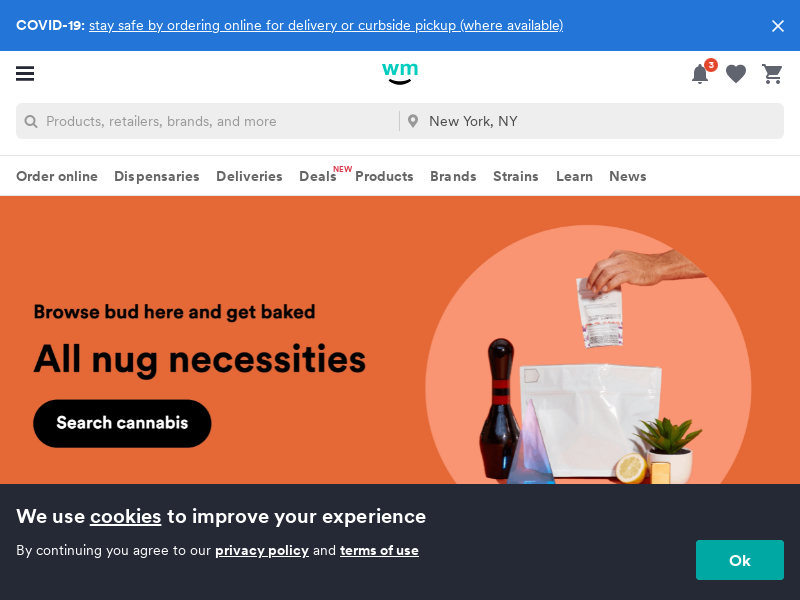 COVID-19: stay safe by ordering online for delivery or curbside pickup (where available)
wm
3
Products, retailers, brands, and more
New York, NY
Order online Dispensaries Deliveries Deals NEW Products Brands Strains Learn News
Browse bud here and get baked
All nug necessities
Search cannabis
We use cookies to improve your experience
By continuing you agree to our privacy policy and terms of use
Ok